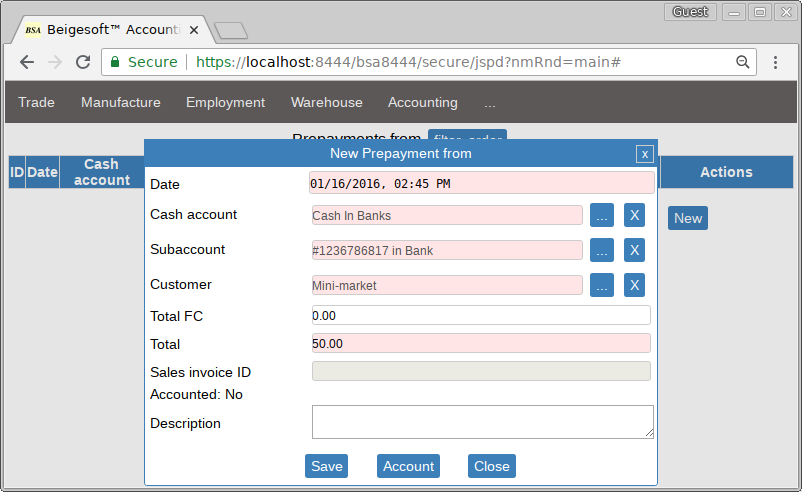 Guest
BSA Beigesoft™ Accounti
Secure https://localhost:8444/bsa8444/secure/jspd?nmRnd=main#
Trade Manufacture Employment Warehouse Accounting ...
Prepayments from filter, order
ID Date Cash account Actions
New
New Prepayment from x
Date 01/16/2016, 02:45 PM
Cash account Cash In Banks ... X
Subaccount #1236786817 in Bank ... X
Customer Mini-market ... X
Total FC 0.00
Total 50.00
Sales invoice ID
Accounted: No
Description
Save Account Close